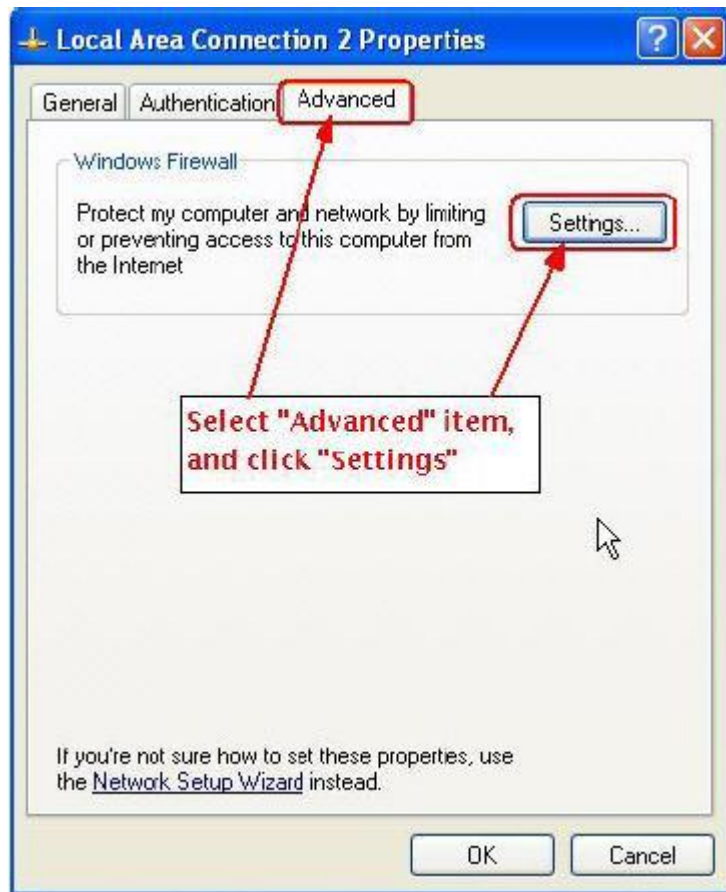 Local Area Connection 2 Properties
General Authentication Advanced
Windows Firewall
Protect my computer and network by limiting
or preventing access to this computer from
the Internet
Settings...
Select "Advanced" item,
and click "Settings"
If you're not sure how to set these properties, use
the Network Setup Wizard instead.
OK Cancel